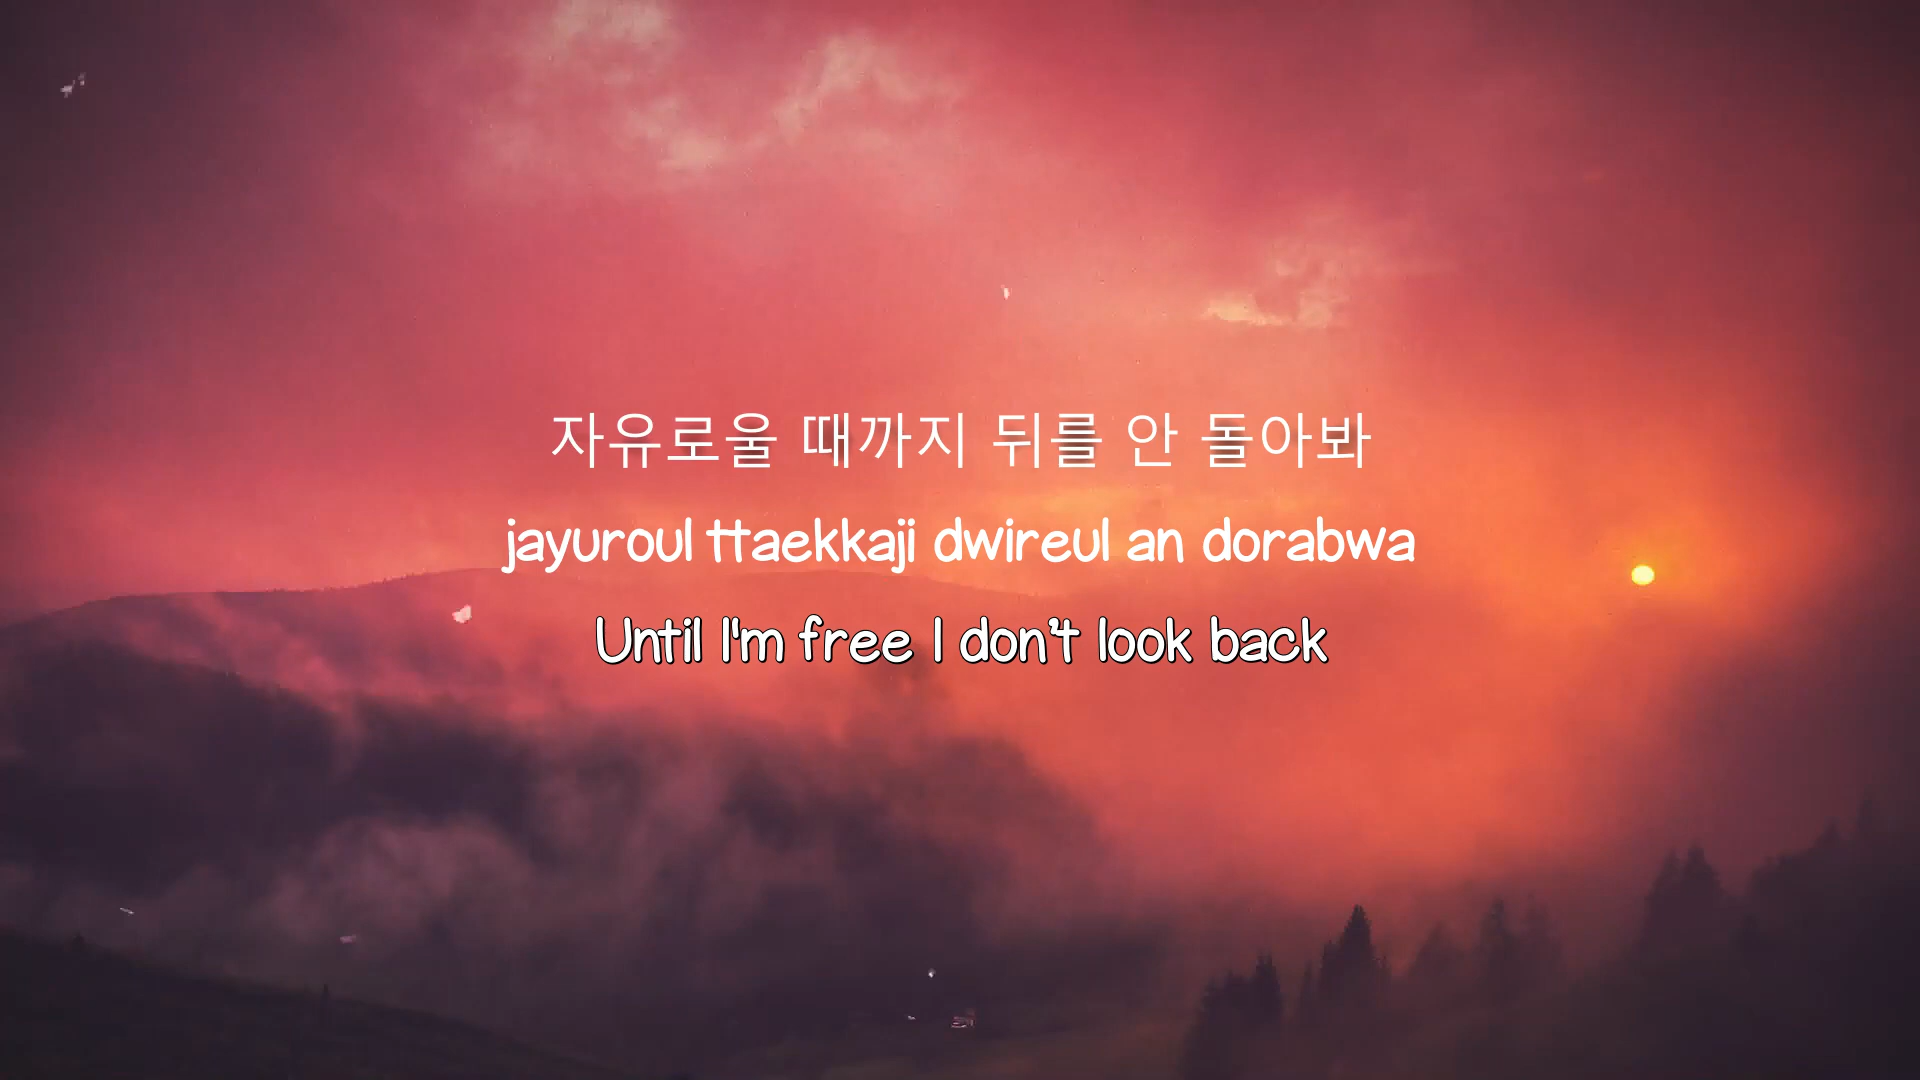 자유로울 때까지 뒤를 안 돌아봐
jayuroul ttaekkaji dwireul an dorabwa
Until I'm free I don't look back